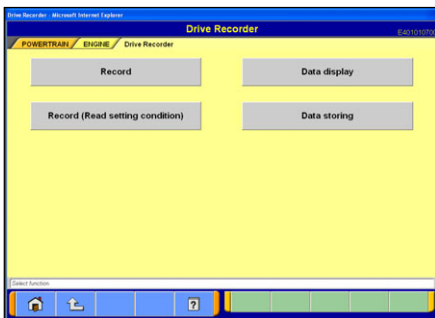 Drive Recorder - Microsoft Internet Explorer
Drive Recorder
E401010700
POWERTRAIN ENGINE Drive Recorder
Record Data display
Record (Read setting condition) Data storing
Select function
?